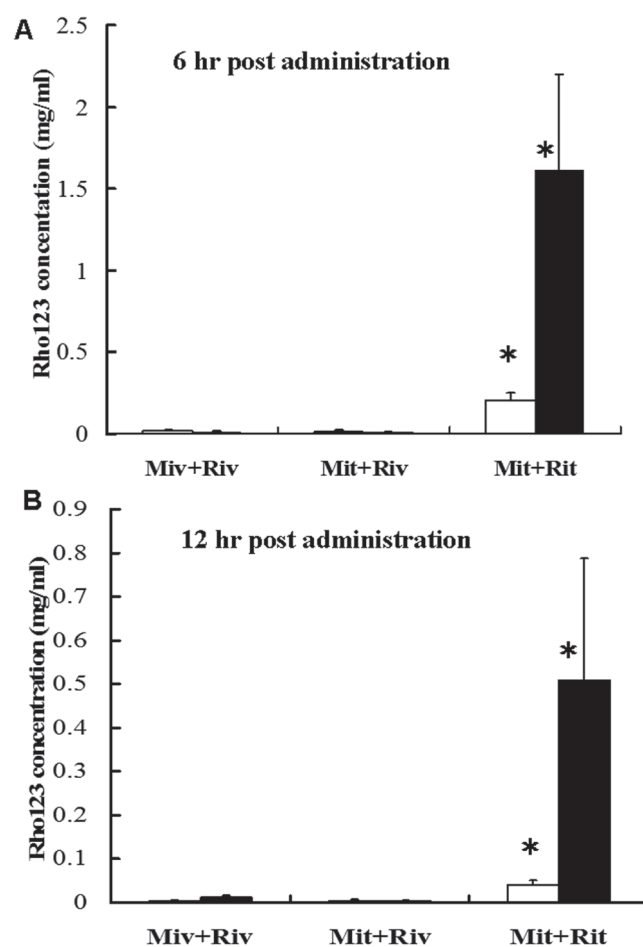 A
2.5
6 hr post administration
2
1.5
1
0.5
0
Rho123 concentation (mg/ml)
*
*
Miv+Riv Mit+Riv Mit+Rit
B
0.9
12 hr post administration
0.8
0.7
0.6
0.5
0.4
0.3
0.2
0.1
0
Rho123 concentration (mg/ml)
*
*
Miv+Riv Mit+Riv Mit+Rit